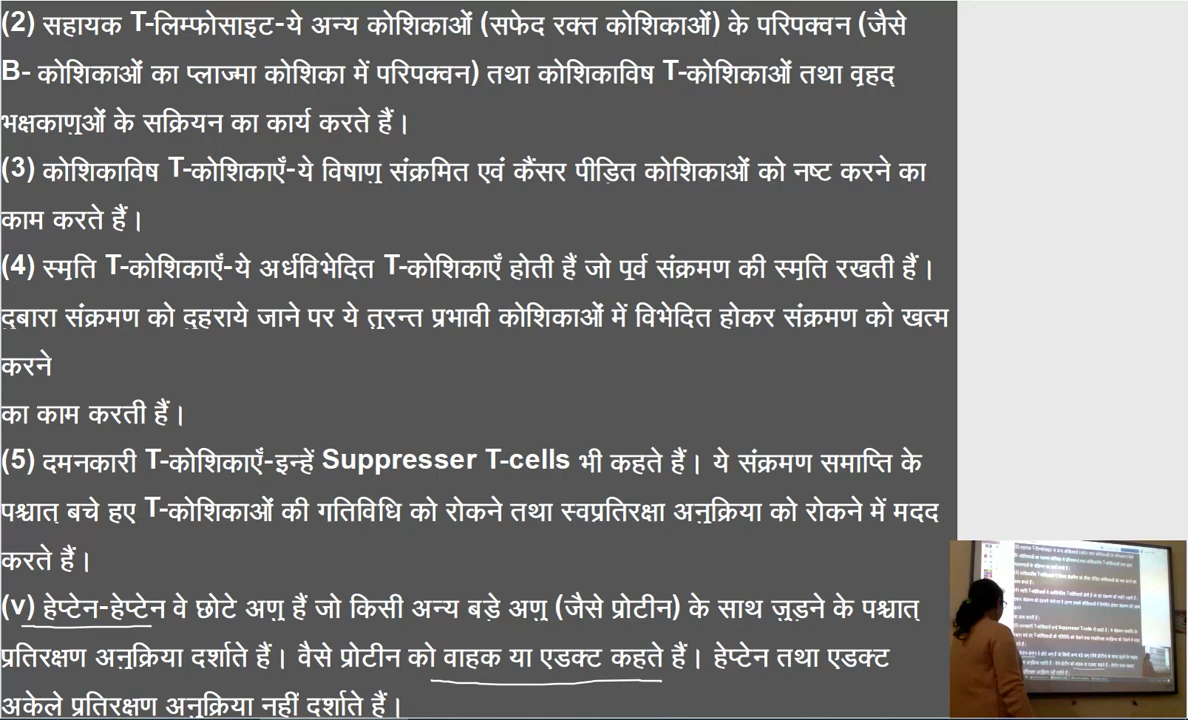 (2) सहायक T-लिम्फोसाइट-ये अन्य कोशिकाओं (सफेद रक्त कोशिकाओं) के परिपक्वन (जैसे
B- कोशिकाओं का प्लाज्मा कोशिका में परिपक्वन) तथा कोशिकाविष T-कोशिकाओं तथा वृहद्
भक्षकाणुओं के सक्रियन का कार्य करते हैं।
(3) कोशिकाविष T-कोशिकाएँ-ये विषाणु संक्रमित एवं कैंसर पीड़ित कोशिकाओं को नष्ट करने का
काम करते हैं।
(4) स्मृति T-कोशिकाएँ-ये अर्धविभेदित T-कोशिकाएँ होती हैं जो पूर्व संक्रमण की स्मृति रखती हैं।
दुबारा संक्रमण को दुहराये जाने पर ये तुरन्त प्रभावी कोशिकाओं में विभेदित होकर संक्रमण को खत्म
करने
का काम करती हैं।
(5) दमनकारी T-कोशिकाएँ-इन्हें Suppresser T-cells भी कहते हैं। ये संक्रमण समाप्ति के
पश्चात् बचे हुए T-कोशिकाओं की गतिविधि को रोकने तथा स्वप्रतिरक्षा अनुक्रिया को रोकने में मदद
करते हैं।
(v) हेप्टेन-हेप्टेन वे छोटे अणु हैं जो किसी अन्य बड़े अणु (जैसे प्रोटीन) के साथ जुड़ने के पश्चात्
प्रतिरक्षण अनुक्रिया दर्शाते हैं। वैसे प्रोटीन को वाहक या एडक्ट कहते हैं। हेप्टेन तथा एडक्ट
अकेले प्रतिरक्षण अनुक्रिया नहीं दर्शाते हैं।